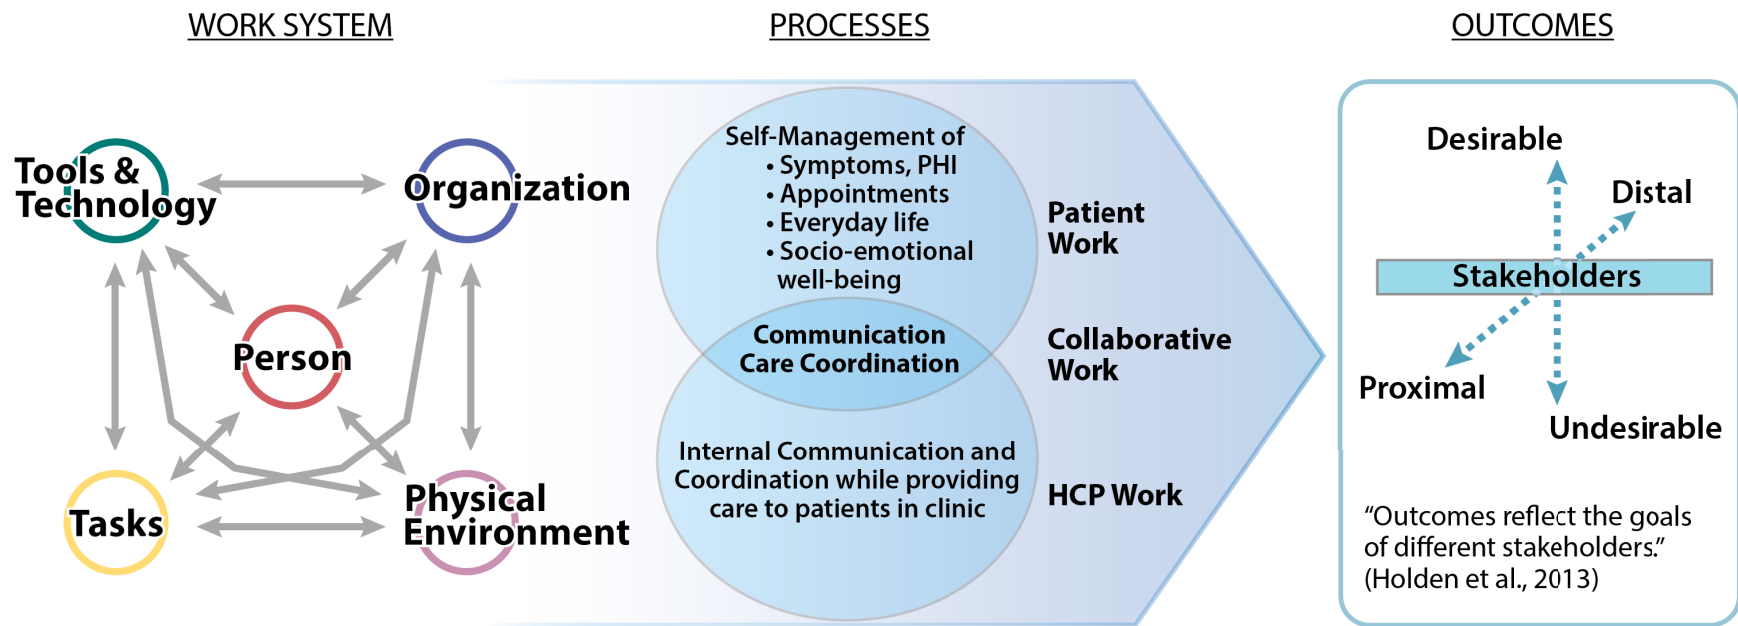 WORK SYSTEM
PROCESSES
OUTCOMES
Tools &
Technology
Organization
Person
Tasks
Physical
Environment
Self-Management of
• Symptoms, PHI
• Appointments
• Everyday life
• Socio-emotional
well-being
Communication
Care Coordination
Internal Communication and
Coordination while providing
care to patients in clinic
Patient
Work
Collaborative
Work
HCP Work
Desirable
Distal
Stakeholders
Proximal
Undesirable
“Outcomes reflect the goals
of different stakeholders.”
(Holden et al., 2013)